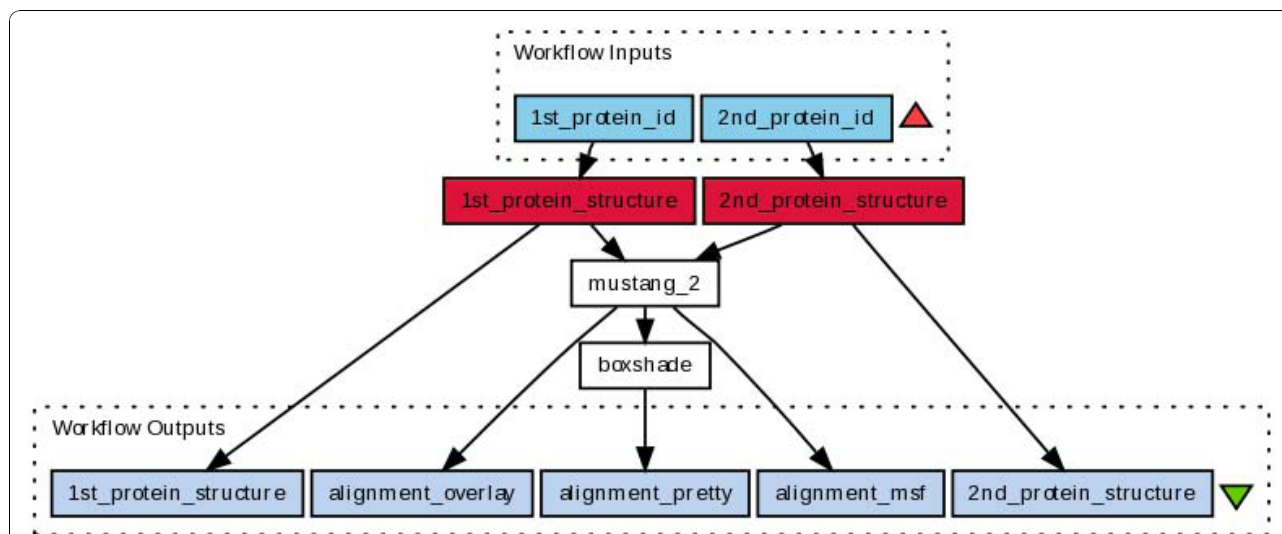 Workflow Inputs
1st_protein_id
2nd_protein_id
1st_protein_structure
2nd_protein_structure
mustang_2
boxshade
Workflow Outputs
1st_protein_structure
alignment_overlay
alignment_pretty
alignment_msf
2nd_protein_structure